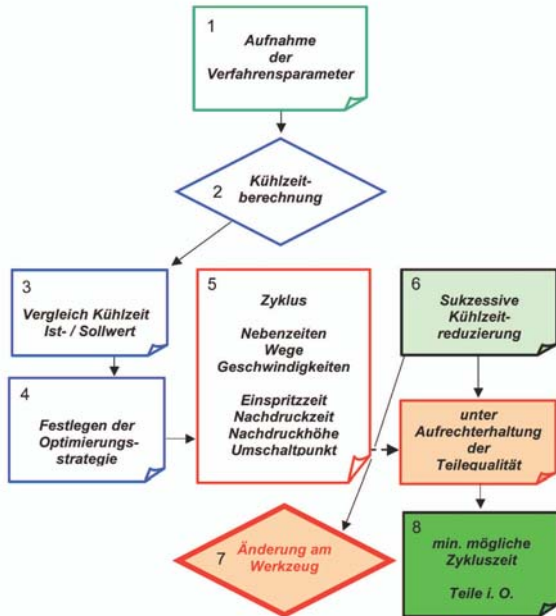 1
Aufnahme
der
Verfahrensparameter
2
Kühlzeit-
berechnung
3
Vergleich Kühlzeit
Ist- / Sollwert
4
Festlegen der
Optimierungs-
strategie
5
Zyklus
Nebenzeiten
Wege
Geschwindigkeiten
Einspritzzeit
Nachdruckzeit
Nachdruckhöhe
Umschaltpunkt
6
Sukzessive
Kühlzeit-
reduzierung
unter
Aufrechterhaltung
der
Teilequalität
7
Änderung am
Werkzeug
8
min. mögliche
Zykluszeit
Teile i. O.